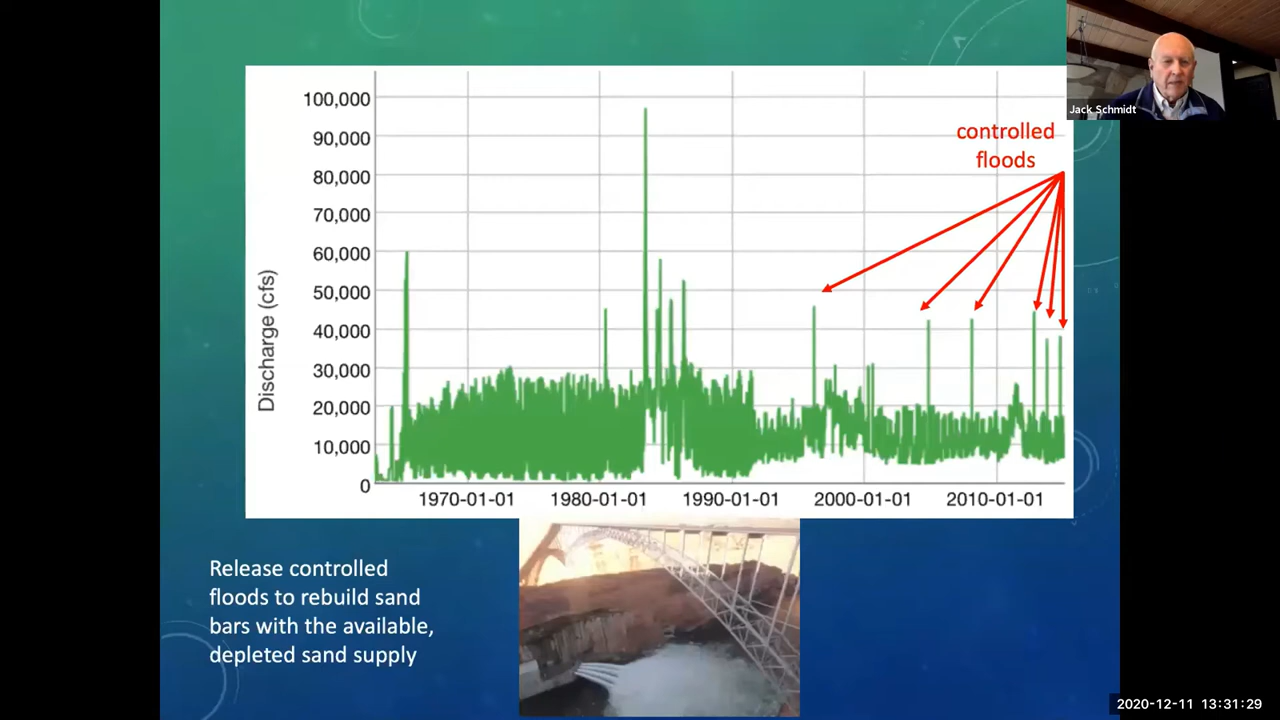 Jack Schmidt
controlled
floods
100,000
90,000
80,000
70,000
60,000
50,000
40,000
30,000
20,000
10,000
0
Discharge (cfs)
1970-01-01 1980-01-01 1990-01-01 2000-01-01 2010-01-01
Release controlled
floods to rebuild sand
bars with the available,
depleted sand supply
2020-12-11 13:31:29